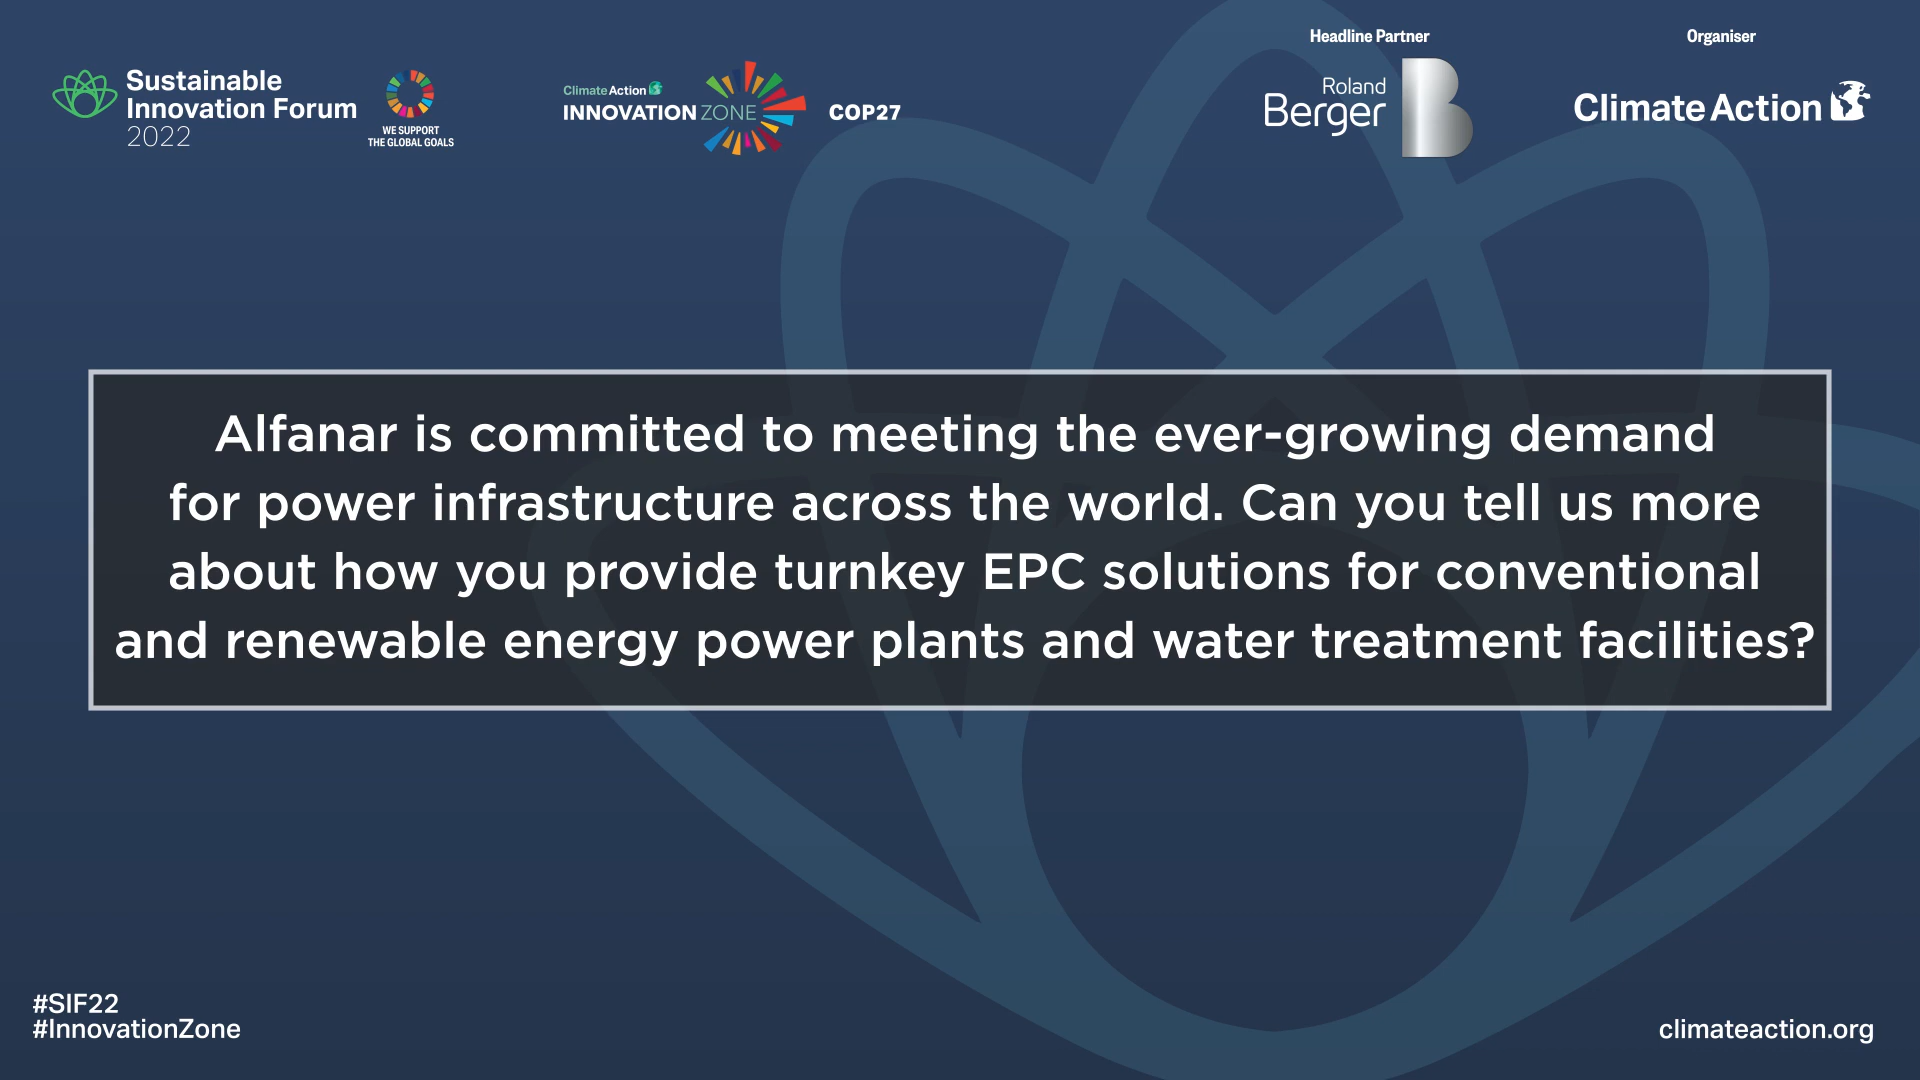 Headline Partner
Organiser
Sustainable
Innovation Forum
2022
WE SUPPORT
THE GLOBAL GOALS
Climate Action
INNOVATION ZONE
COP27
Roland
Berger
B
Climate Action
Alfanar is committed to meeting the ever-growing demand
for power infrastructure across the world. Can you tell us more
about how you provide turnkey EPC solutions for conventional
and renewable energy power plants and water treatment facilities?
#SIF22
#InnovationZone
climateaction.org